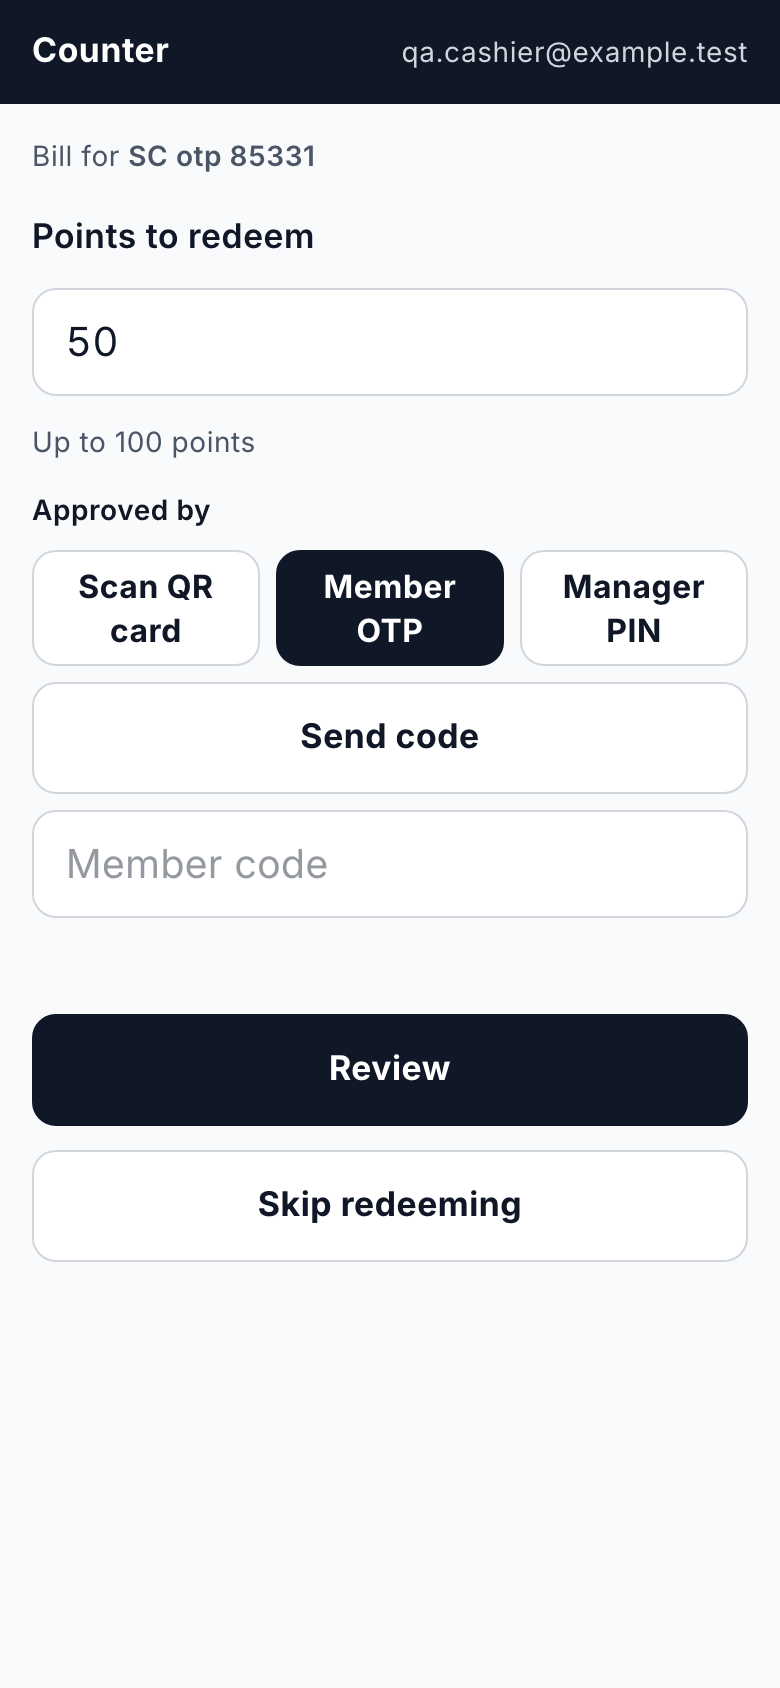 Counter
qa.cashier@example.test
Bill for SC otp 85331
Points to redeem
50
Up to 100 points
Approved by
Scan QR
card
Member
OTP
Manager
PIN
Send code
Member code
Review
Skip redeeming